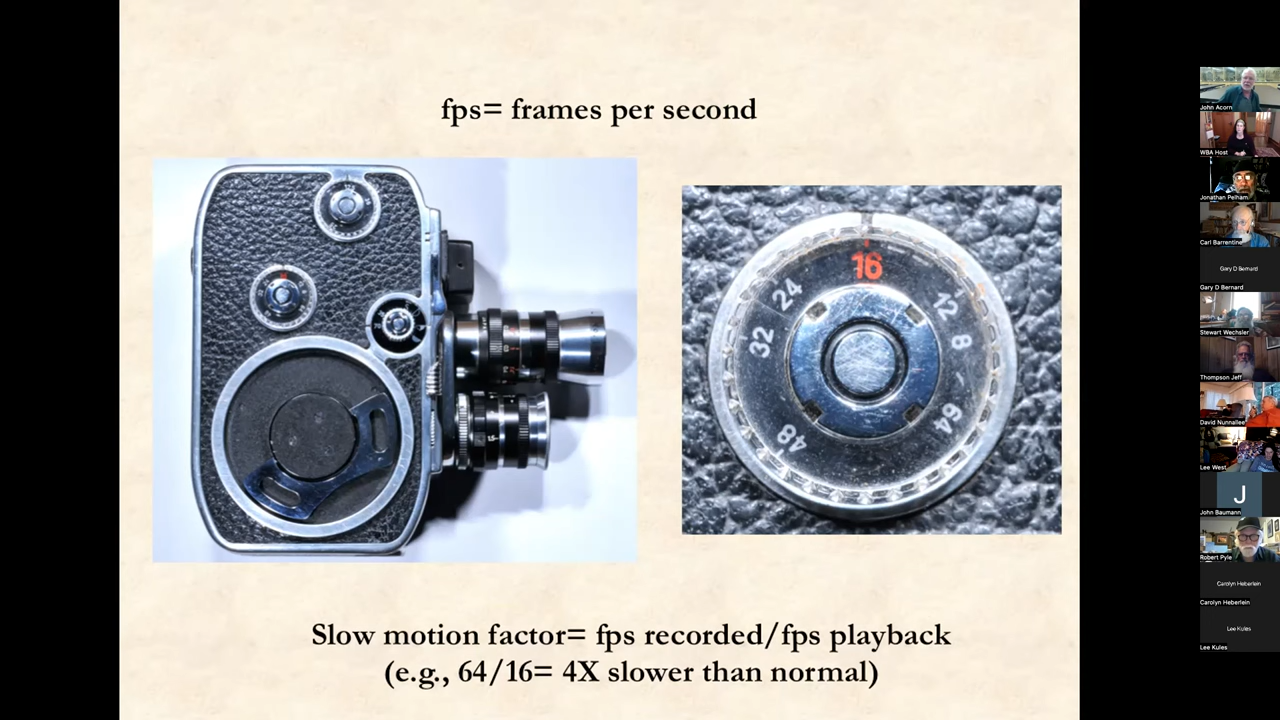 fps= frames per second
16
24
12
32
8
64
48
Slow motion factor= fps recorded/fps playback
(e.g., 64/16= 4X slower than normal)
John Acorn
WBA Host
Jonathan Pelham
Carl Barrentine
Gary D Bernard
Gary D Bernard
Stewart Wechsler
Thompson Jeff
David Nunnallee
Lee West
J
John Baumann
Robert Pyle
Carolyn Heberlein
Carolyn Heberlein
Lee Kules
Lee Kules